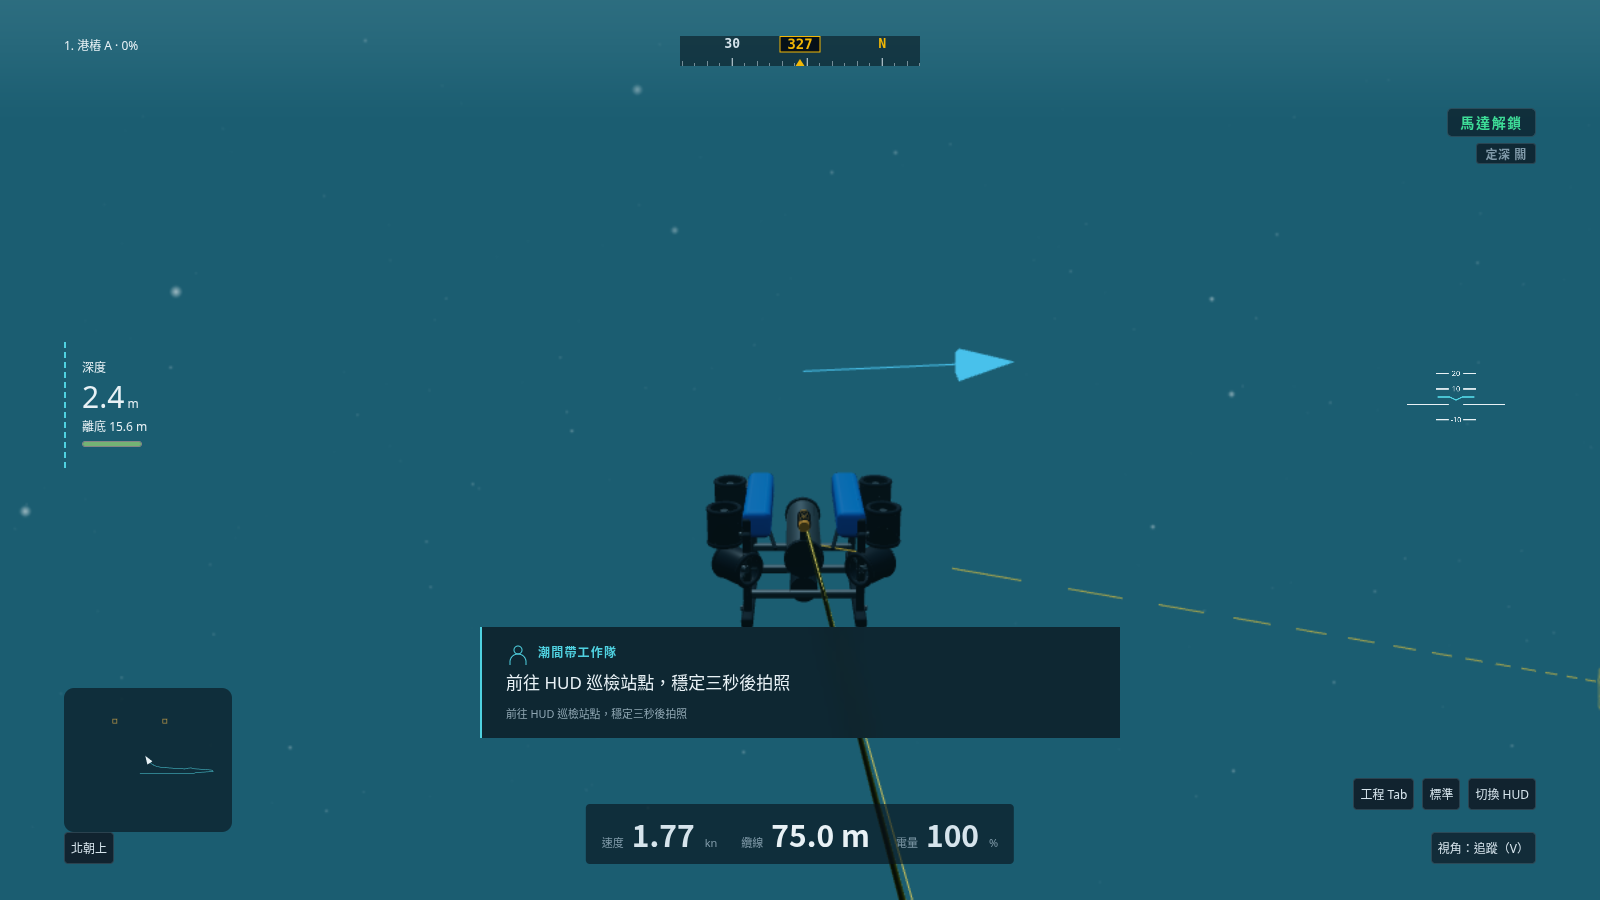 1. 港樁 A · 0%
30 327 N
馬達解鎖
定深 關
深度
2.4 m
離底 15.6 m
20
10
-10
潮間帶工作隊
前往 HUD 巡檢站點，穩定三秒後拍照
前往 HUD 巡檢站點，穩定三秒後拍照
速度 1.77 kn 纜線 75.0 m 電量 100 %
工程 Tab 標準 切換 HUD
北朝上
視角：追蹤（V）